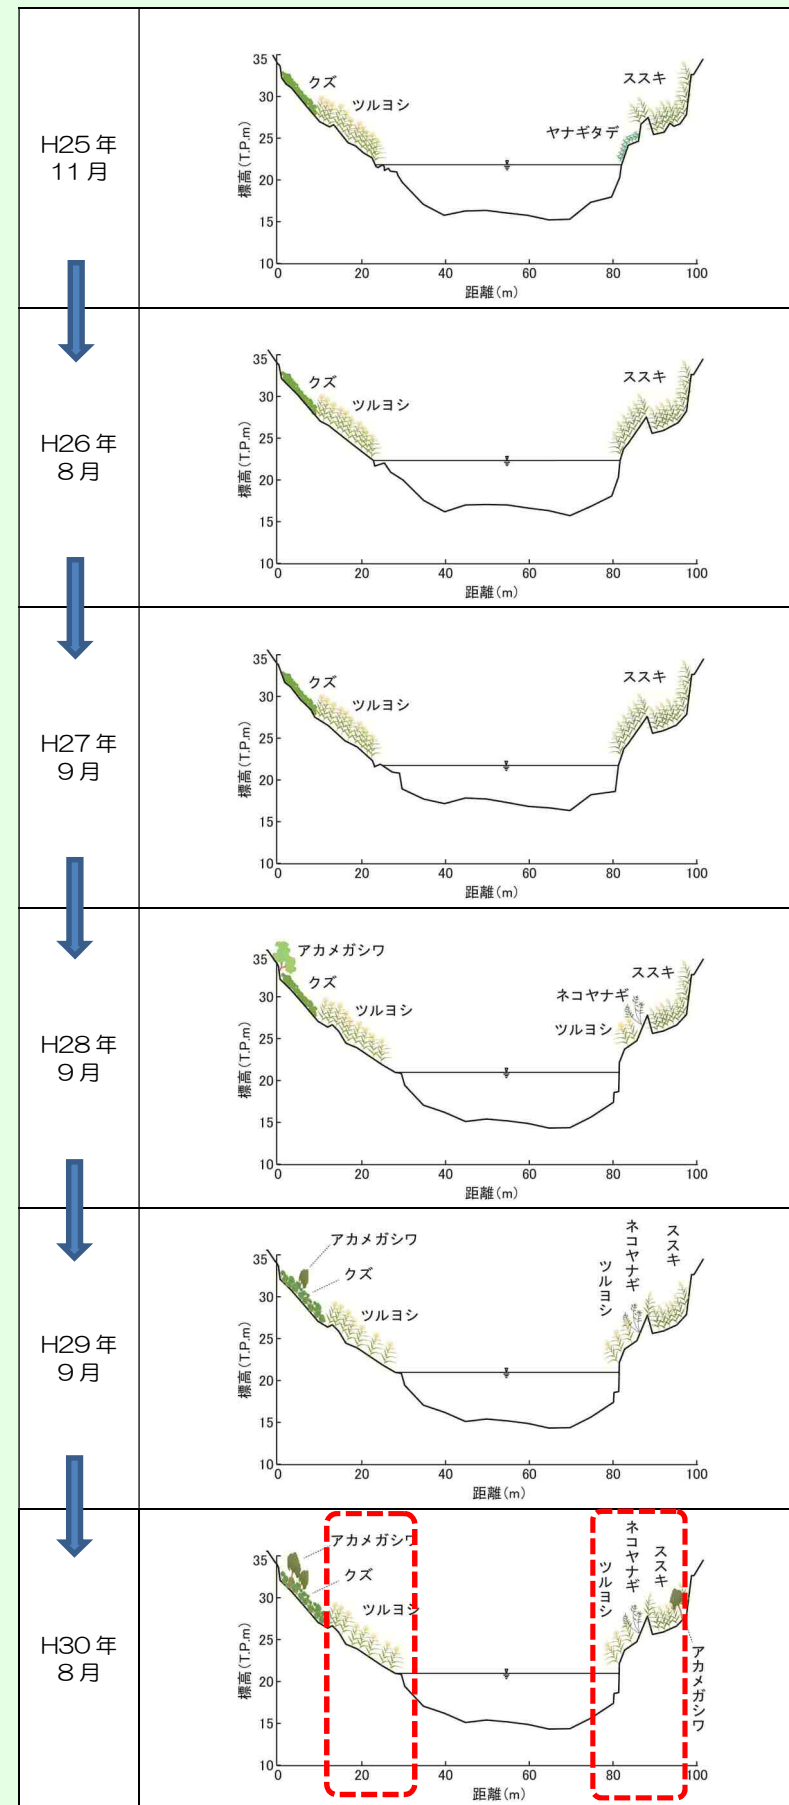 H25年
11月
35
30
25
20
15
10
標高(T.P.m)
クズ
ツルヨシ
ススキ
ヤナギタデ
0
20
40
60
80
100
距離(m)
H26年
8月
35
30
25
20
15
10
標高(T.P.m)
クズ
ツルヨシ
ススキ
0
20
40
60
80
100
距離(m)
H27年
9月
35
30
25
20
15
10
標高(T.P.m)
クズ
ツルヨシ
ススキ
0
20
40
60
80
100
距離(m)
H28年
9月
35
30
25
20
15
10
標高(T.P.m)
アカメガシワ
クズ
ツルヨシ
ススキ
ネコヤナギ
ツルヨシ
0
20
40
60
80
100
距離(m)
H29年
9月
35
30
25
20
15
10
標高(T.P.m)
アカメガシワ
クズ
ツルヨシ
ツルヨシ
ネコヤナギ
ススキ
0
20
40
60
80
100
距離(m)
H30年
8月
35
30
25
20
15
10
標高(T.P.m)
アカメガシワ
クズ
ツルヨシ
ツルヨシ
ネコヤナギ
ススキ
アカメガシワ
0
20
40
60
80
100
距離(m)